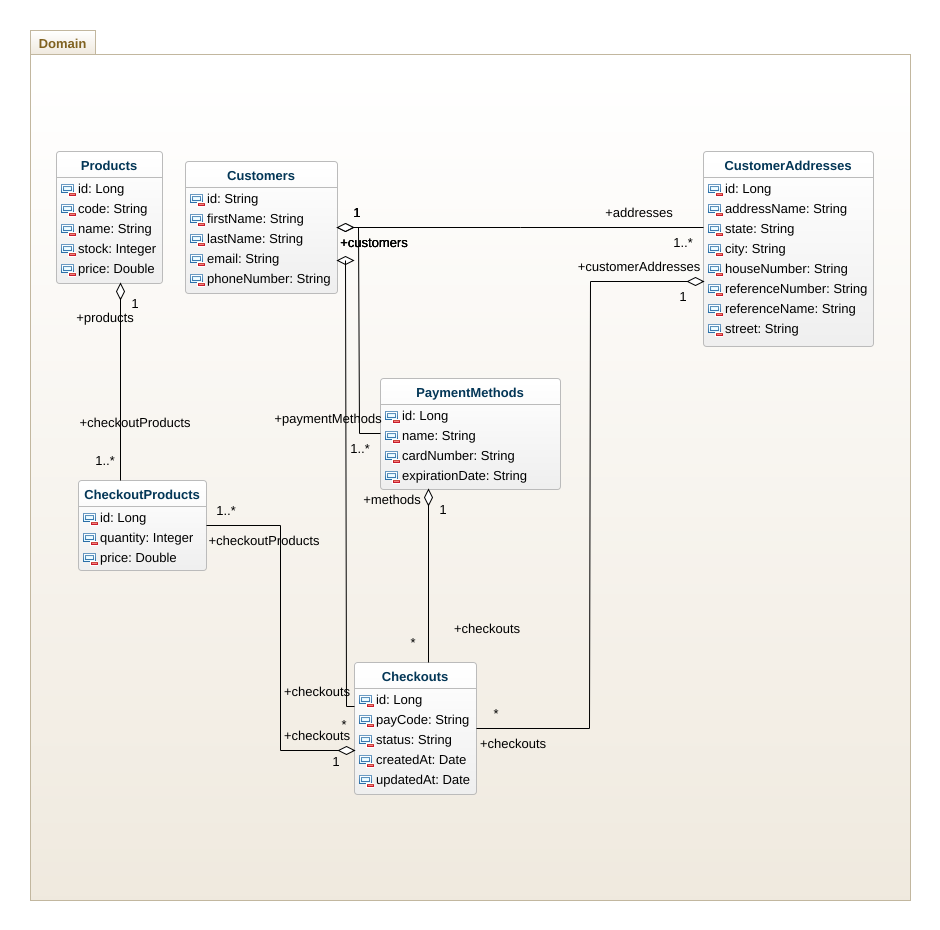 Domain
Products
id: Long
code: String
name: String
stock: Integer
price: Double
Customers
id: String
firstName: String
lastName: String
email: String
phoneNumber: String
CustomerAddresses
id: Long
addressName: String
state: String
city: String
houseNumber: String
referenceNumber: String
referenceName: String
street: String
1
+customers
+addresses
1..*
+customerAddresses
1
1
+products
+checkoutProducts
1..*
PaymentMethods
id: Long
name: String
cardNumber: String
expirationDate: String
+paymentMethods
1..*
+methods
1
CheckoutProducts
id: Long
quantity: Integer
price: Double
1..*
+checkoutProducts
+checkouts
*
Checkouts
id: Long
payCode: String
status: String
createdAt: Date
updatedAt: Date
+checkouts
*
+checkouts
1
*
+checkouts